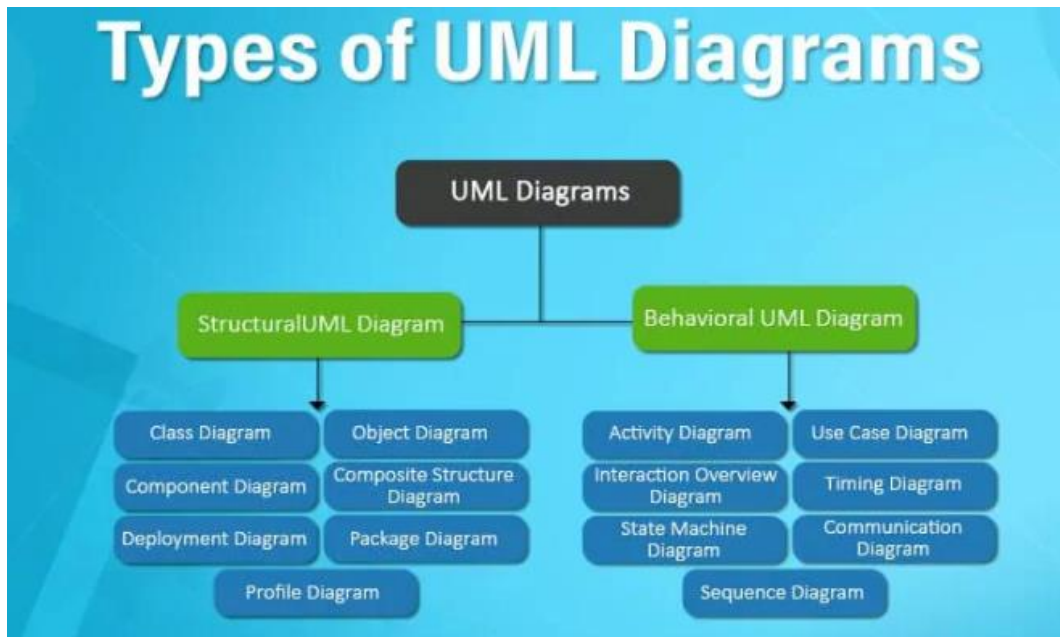 Types of UML Diagrams
UML Diagrams
StructuralUML Diagram
Behavioral UML Diagram
Class Diagram
Object Diagram
Component Diagram
Composite Structure
Diagram
Deployment Diagram
Package Diagram
Profile Diagram
Activity Diagram
Use Case Diagram
Interaction Overview
Diagram
Timing Diagram
State Machine
Diagram
Communication
Diagram
Sequence Diagram